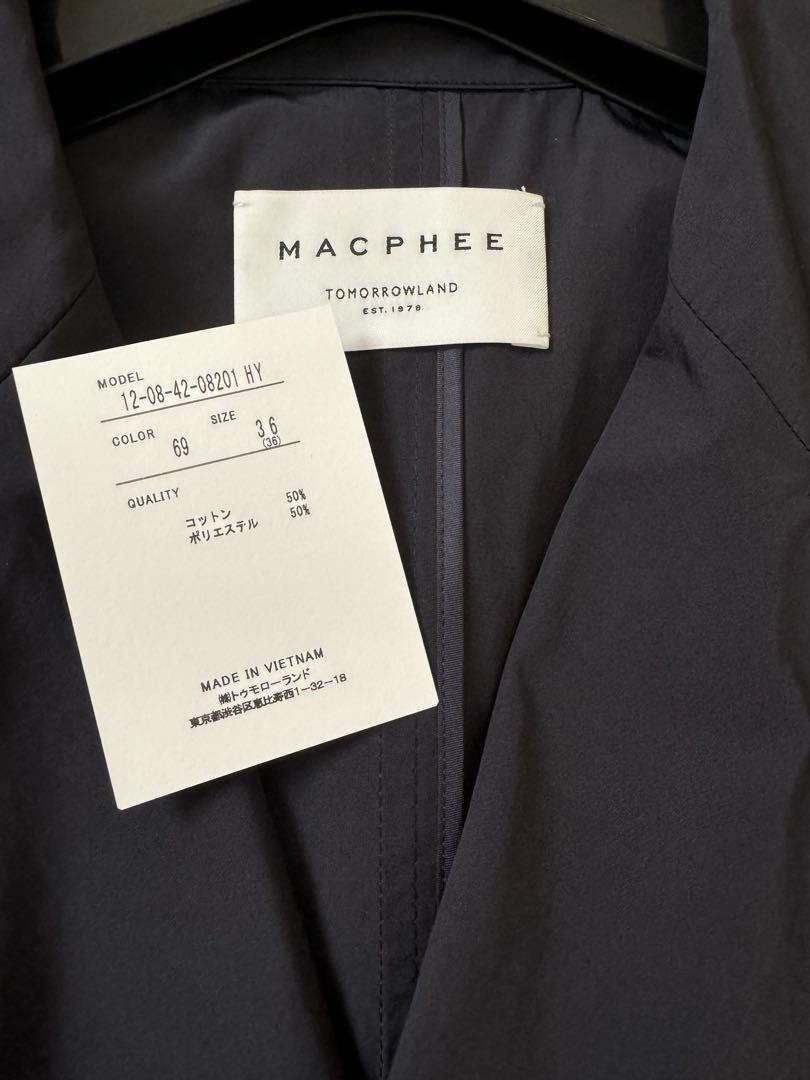 MACPHEE
TOMORROWLAND
EST. 1978
MODEL
12-08-42-08201 HY
COLOR 69 SIZE 36
(36)
QUALITY
コットン 50%
ポリエステル 50%
MADE IN VIETNAM
㈱トゥモローランド
東京都渋谷区恵比寿西1-32-18